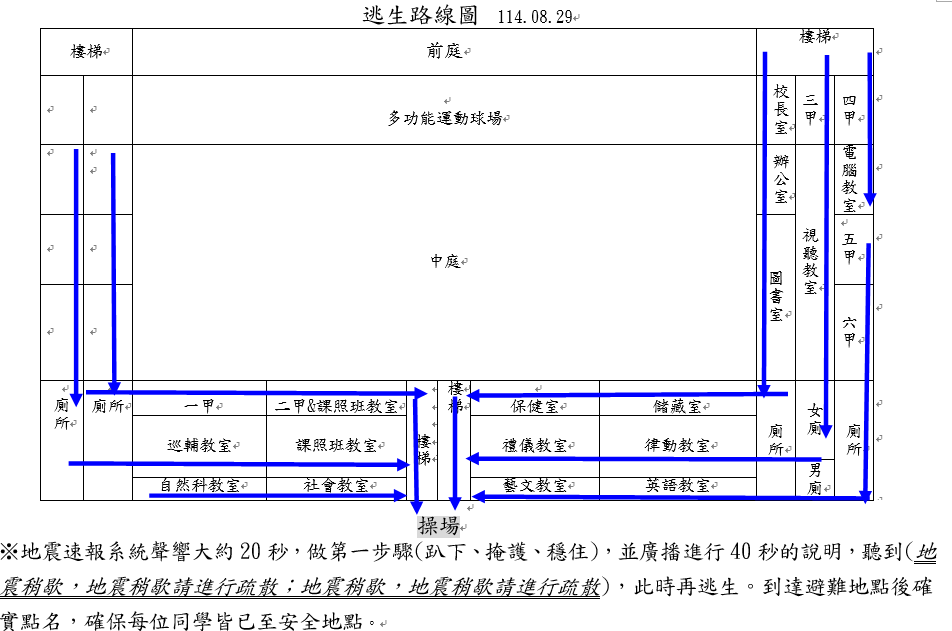 逃生路線圖 114.08.29
樓梯
前庭
樓梯
多功能運動球場
校長室
三甲
四甲
辦公室
視聽教室
電腦教室
中庭
圖書室
五甲
六甲
廁所
廁所
一甲
二甲&課照班教室
樓梯
樓梯
保健室
儲藏室
廁所
女廁
廁所
巡輔教室
課照班教室
禮儀教室
律動教室
男廁
自然科教室
社會教室
藝文教室
英語教室
操場
※地震速報系統聲響大約20秒，做第一步驟(趴下、掩護、穩住)，並廣播進行40秒的說明，聽到(地
震稍歇，地震稍歇請進行疏散；地震稍歇，地震稍歇請進行疏散)，此時再逃生。到達避難地點後確
實點名，確保每位同學皆已至安全地點。